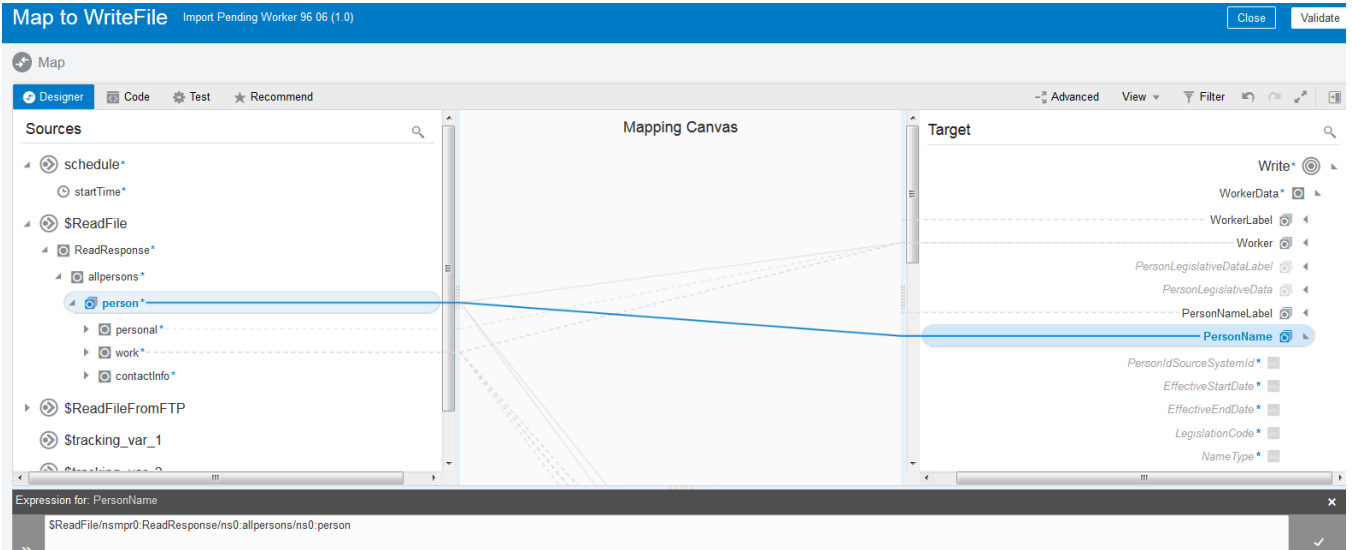 Map to WriteFile Import Pending Worker 96 06 (1.0) Close Validate
Map
Designer Code Test Recommend Advanced View Filter
Sources Mapping Canvas Target
schedule* Write*
startTime* WorkerData*
$ReadFile WorkerLabel
ReadResponse* Worker
allpersons* PersonLegislativeDataLabel
PersonLegislativeData
person* PersonNameLabel
personal* PersonName
work* PersonIdSourceSystemId*
contactInfo* EffectiveStartDate*
$ReadFileFromFTP EffectiveEndDate*
$tracking_var_1 LegislationCode*
NameType*
Expression for: PersonName
$ReadFile/nsmpr0:ReadResponse/ns0:allpersons/ns0:person